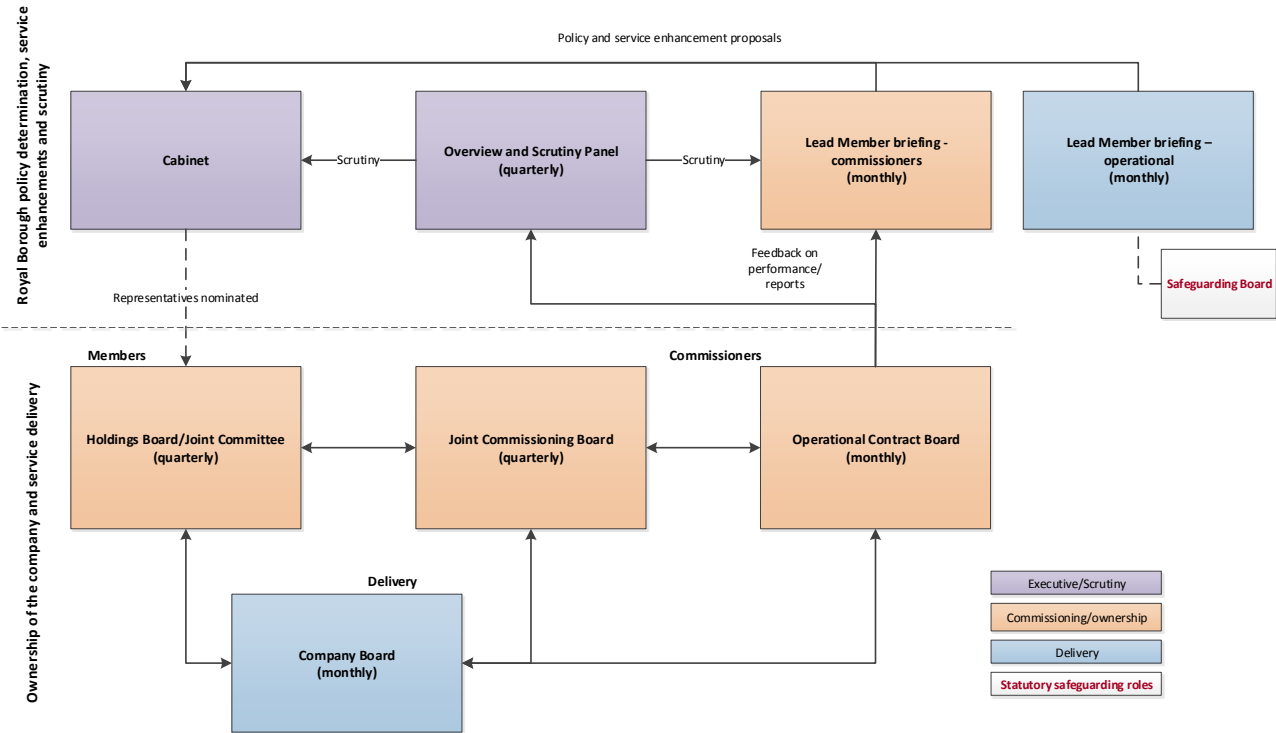 Royal Borough policy determination, service
enhancements and scrutiny
Policy and service enhancement proposals
Cabinet
Scrutiny
Overview and Scrutiny Panel
(quarterly)
Scrutiny
Lead Member briefing -
commissioners
(monthly)
Lead Member briefing –
operational
(monthly)
Feedback on
performance/
reports
Safeguarding Board
Representatives nominated
Ownership of the company and service delivery
Members
Commissioners
Holdings Board/Joint Committee
(quarterly)
Joint Commissioning Board
(quarterly)
Operational Contract Board
(monthly)
Delivery
Company Board
(monthly)
Executive/Scrutiny
Commissioning/ownership
Delivery
Statutory safeguarding roles